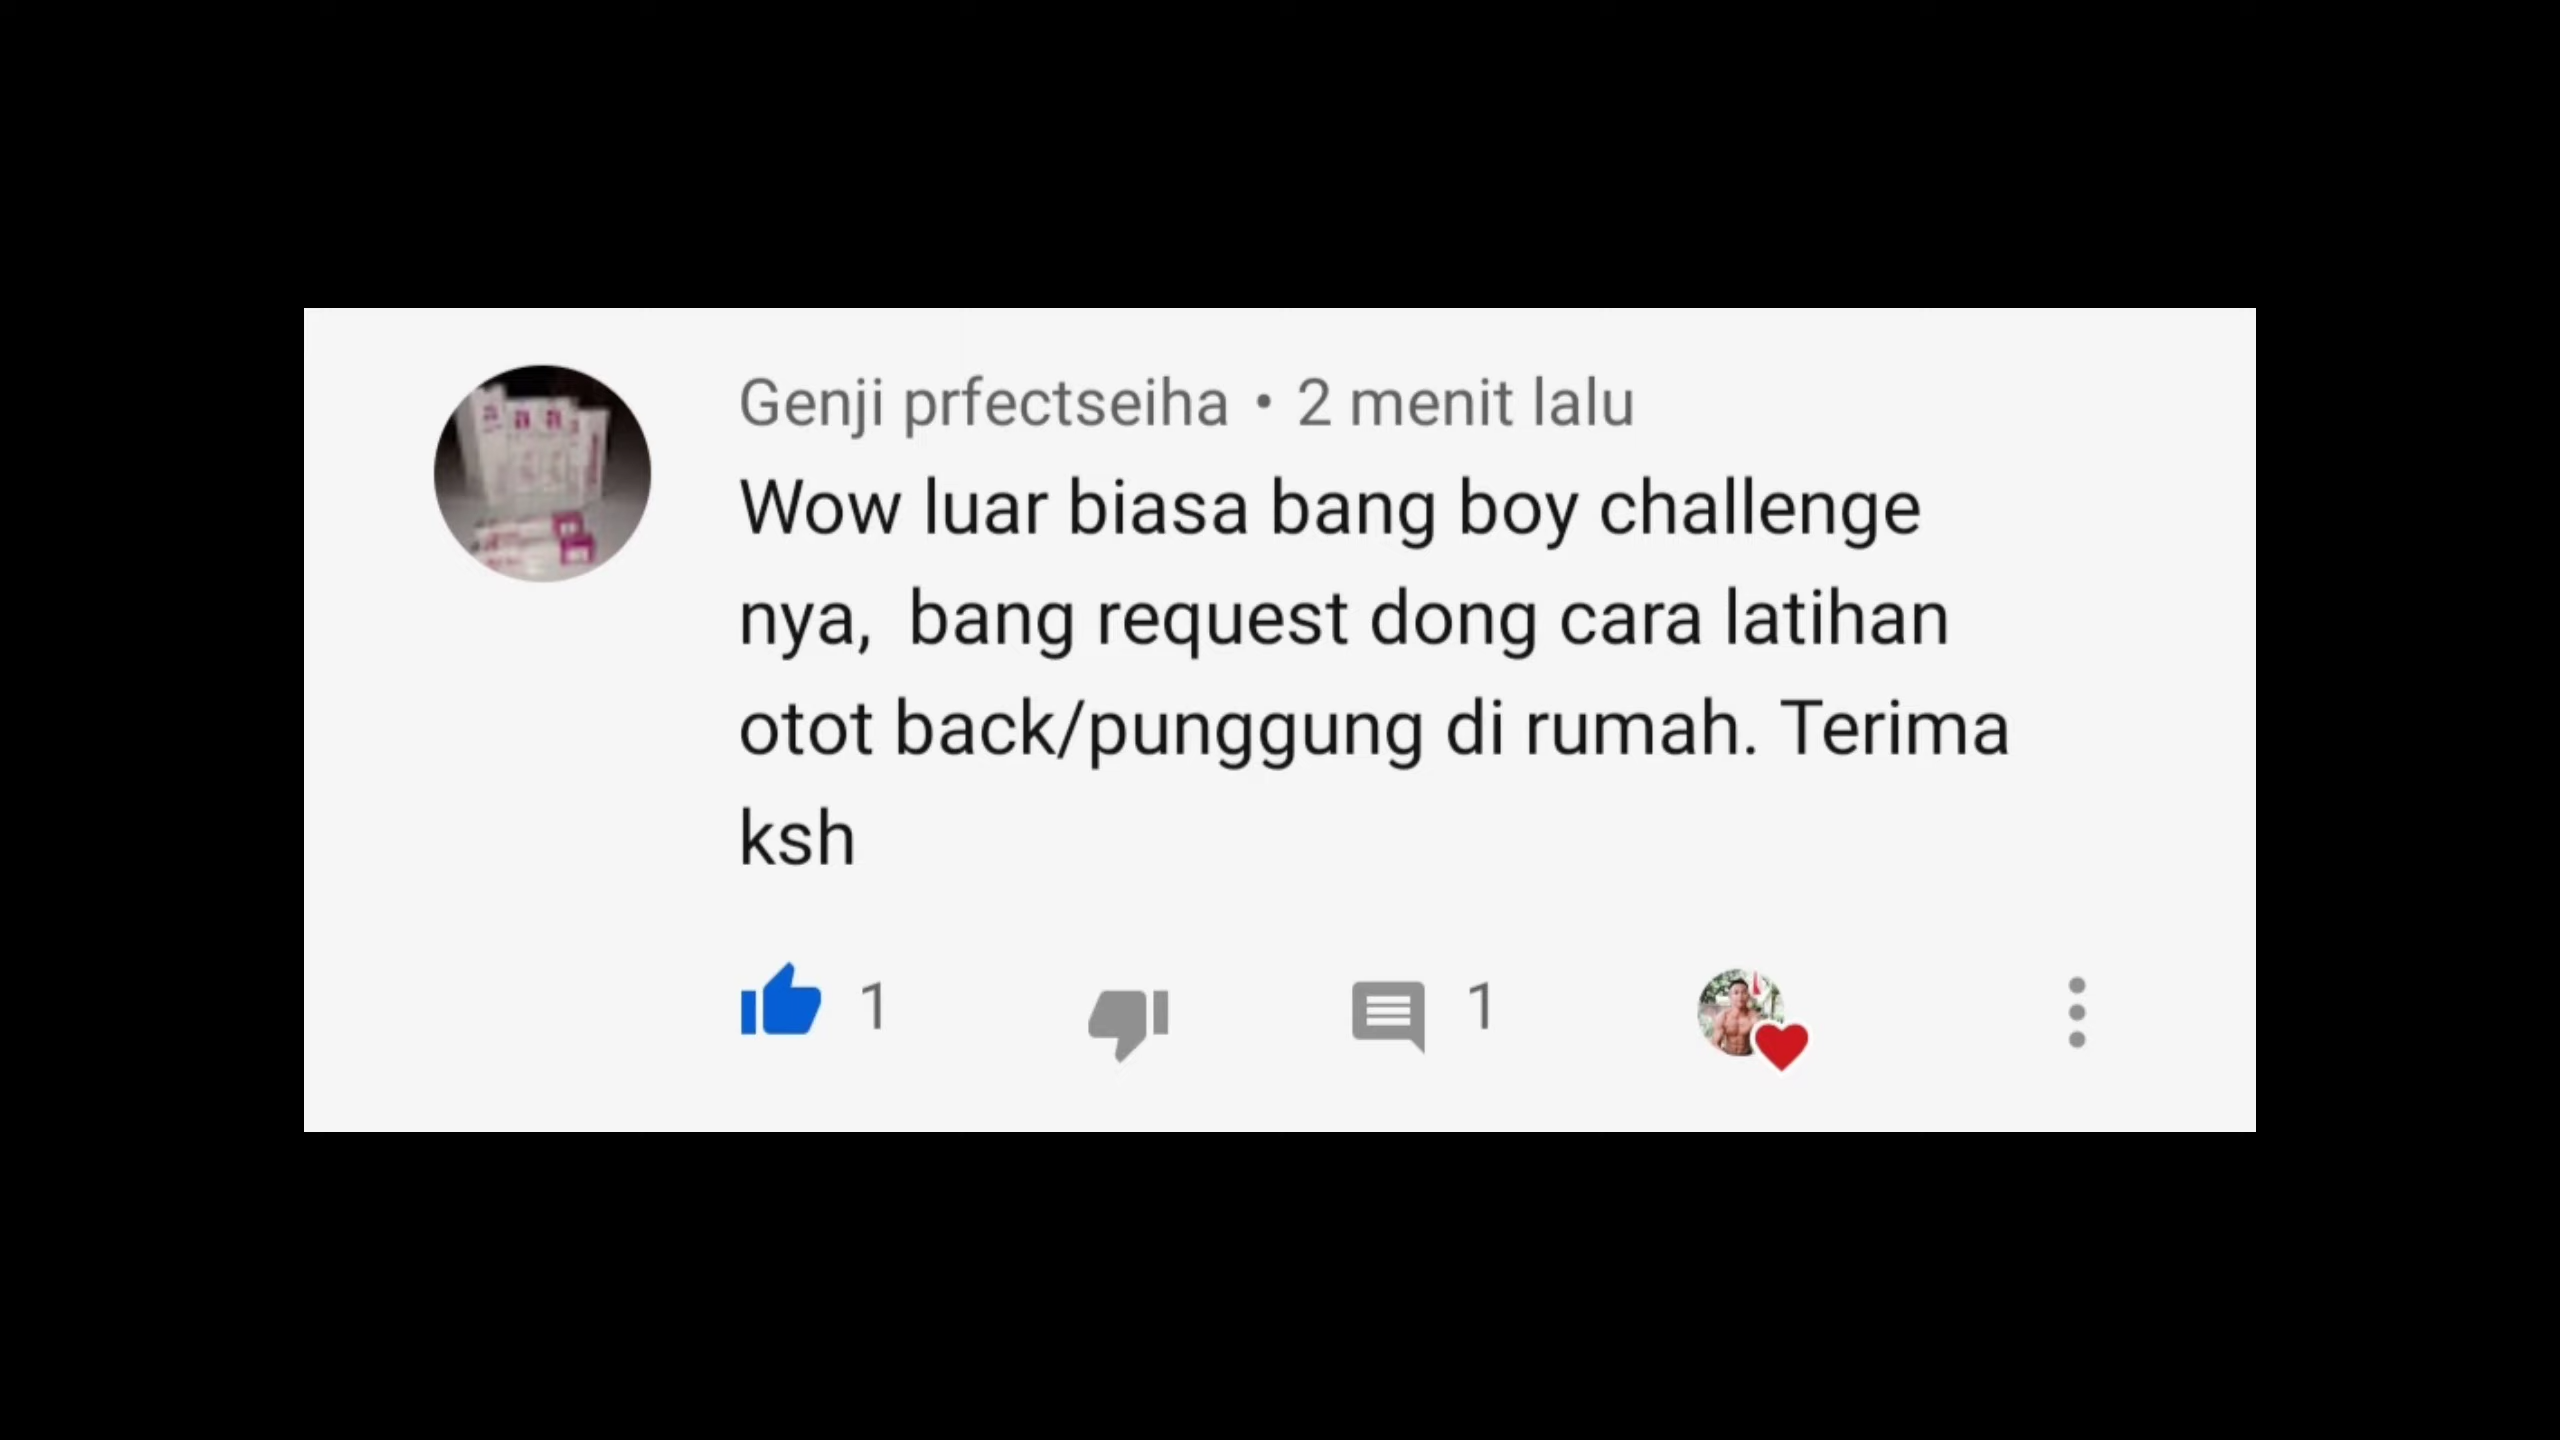 Genji prfectseiha • 2 menit lalu
Wow luar biasa bang boy challenge
nya,  bang request dong cara latihan
otot back/punggung di rumah. Terima
ksh
1 1